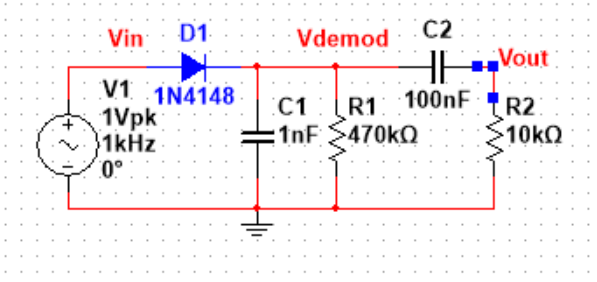 Vin
D1
1N4148
V1
1Vpk
1kHz
0°
Vdemod
C1
1nF
R1
470kΩ
C2
100nF
Vout
R2
10kΩ